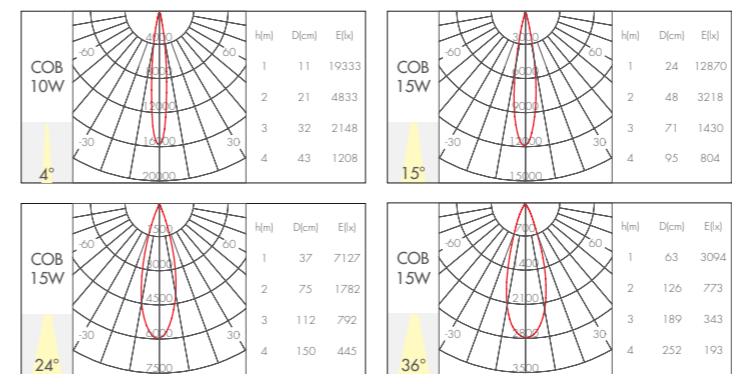 COB
10W
4°
4000
8000
12000
16000
20000
-60
60
-30
30
h(m) D(cm) E(lx)
1 11 19333
2 21 4833
3 32 2148
4 43 1208
COB
15W
15°
3000
6000
9000
12000
15000
-60
60
-30
30
h(m) D(cm) E(lx)
1 24 12870
2 48 3218
3 71 1430
4 95 804
COB
15W
24°
1500
3000
4500
6000
7500
-60
60
-30
30
h(m) D(cm) E(lx)
1 37 7127
2 75 1782
3 112 792
4 150 445
COB
15W
36°
700
1400
2100
2800
3500
-60
60
-30
30
h(m) D(cm) E(lx)
1 63 3094
2 126 773
3 189 343
4 252 193